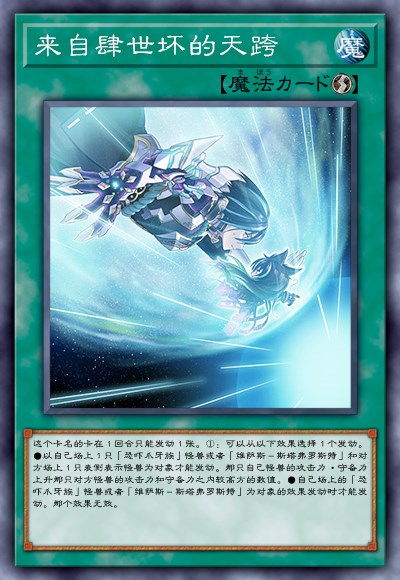 来自肆世坏的天跨
魔
【魔法カード】
まほう
这个卡名的卡在1回合只能发动1张。①：可以从以下效果选择1个发动。
●以自己场上1只「恐吓爪牙族」怪兽或者「维萨斯－斯塔弗罗斯特」和对
方场上1只表侧表示怪兽为对象才能发动。那只自己怪兽的攻击力·守备力
上升那只对方怪兽的攻击力和守备力之内较高方的数值。●自己场上的「恐
吓爪牙族」怪兽或者「维萨斯－斯塔弗罗斯特」为对象的效果发动时才能发
动。那个效果无效。